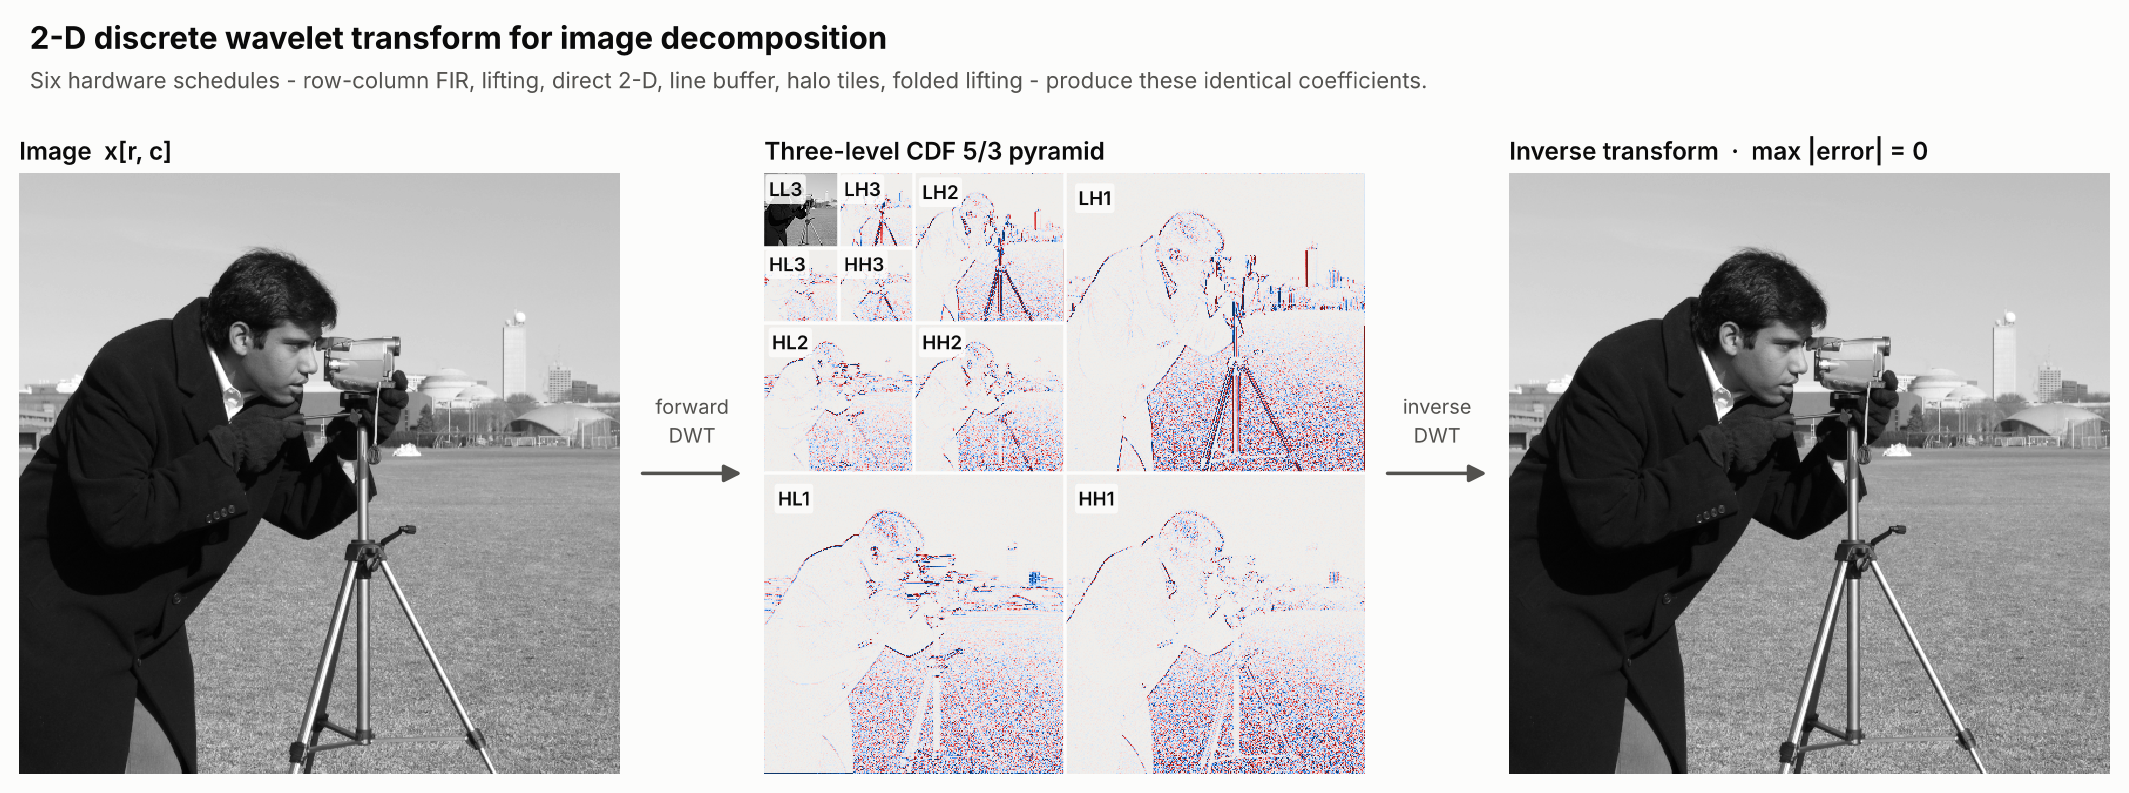 2-D discrete wavelet transform for image decomposition
Six hardware schedules - row-column FIR, lifting, direct 2-D, line buffer, halo tiles, folded lifting - produce these identical coefficients.
Image x[r, c]
Three-level CDF 5/3 pyramid
Inverse transform · max |error| = 0
LL3
LH3
LH2
LH1
HL3
HH3
HL2
HH2
forward
DWT
inverse
DWT
HL1
HH1